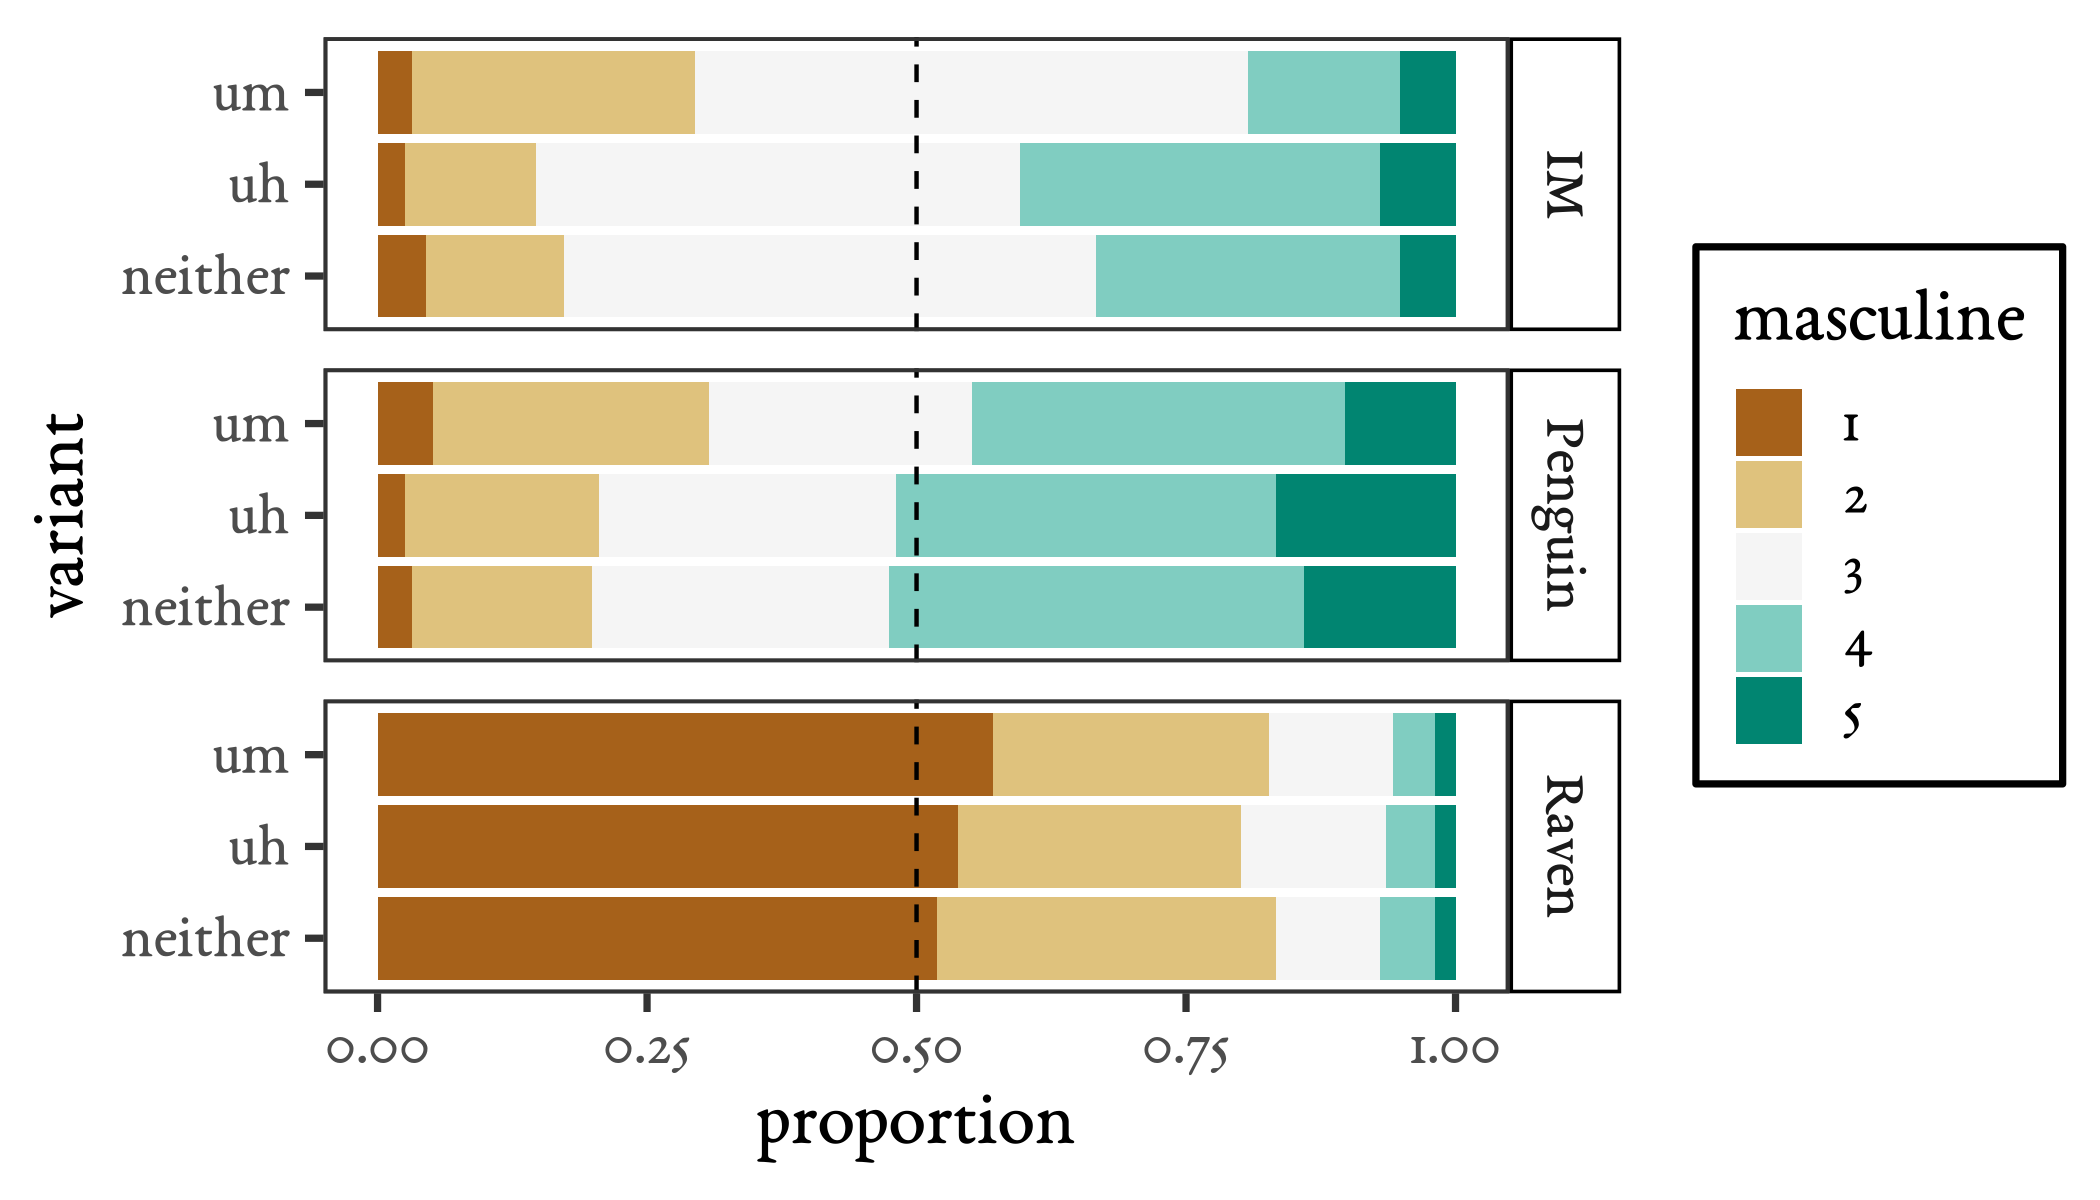 um
uh
neither
IM
um
uh
neither
Penguin
um
uh
neither
Raven
variant
0.00 0.25 0.50 0.75 1.00
proportion
masculine
1
2
3
4
5